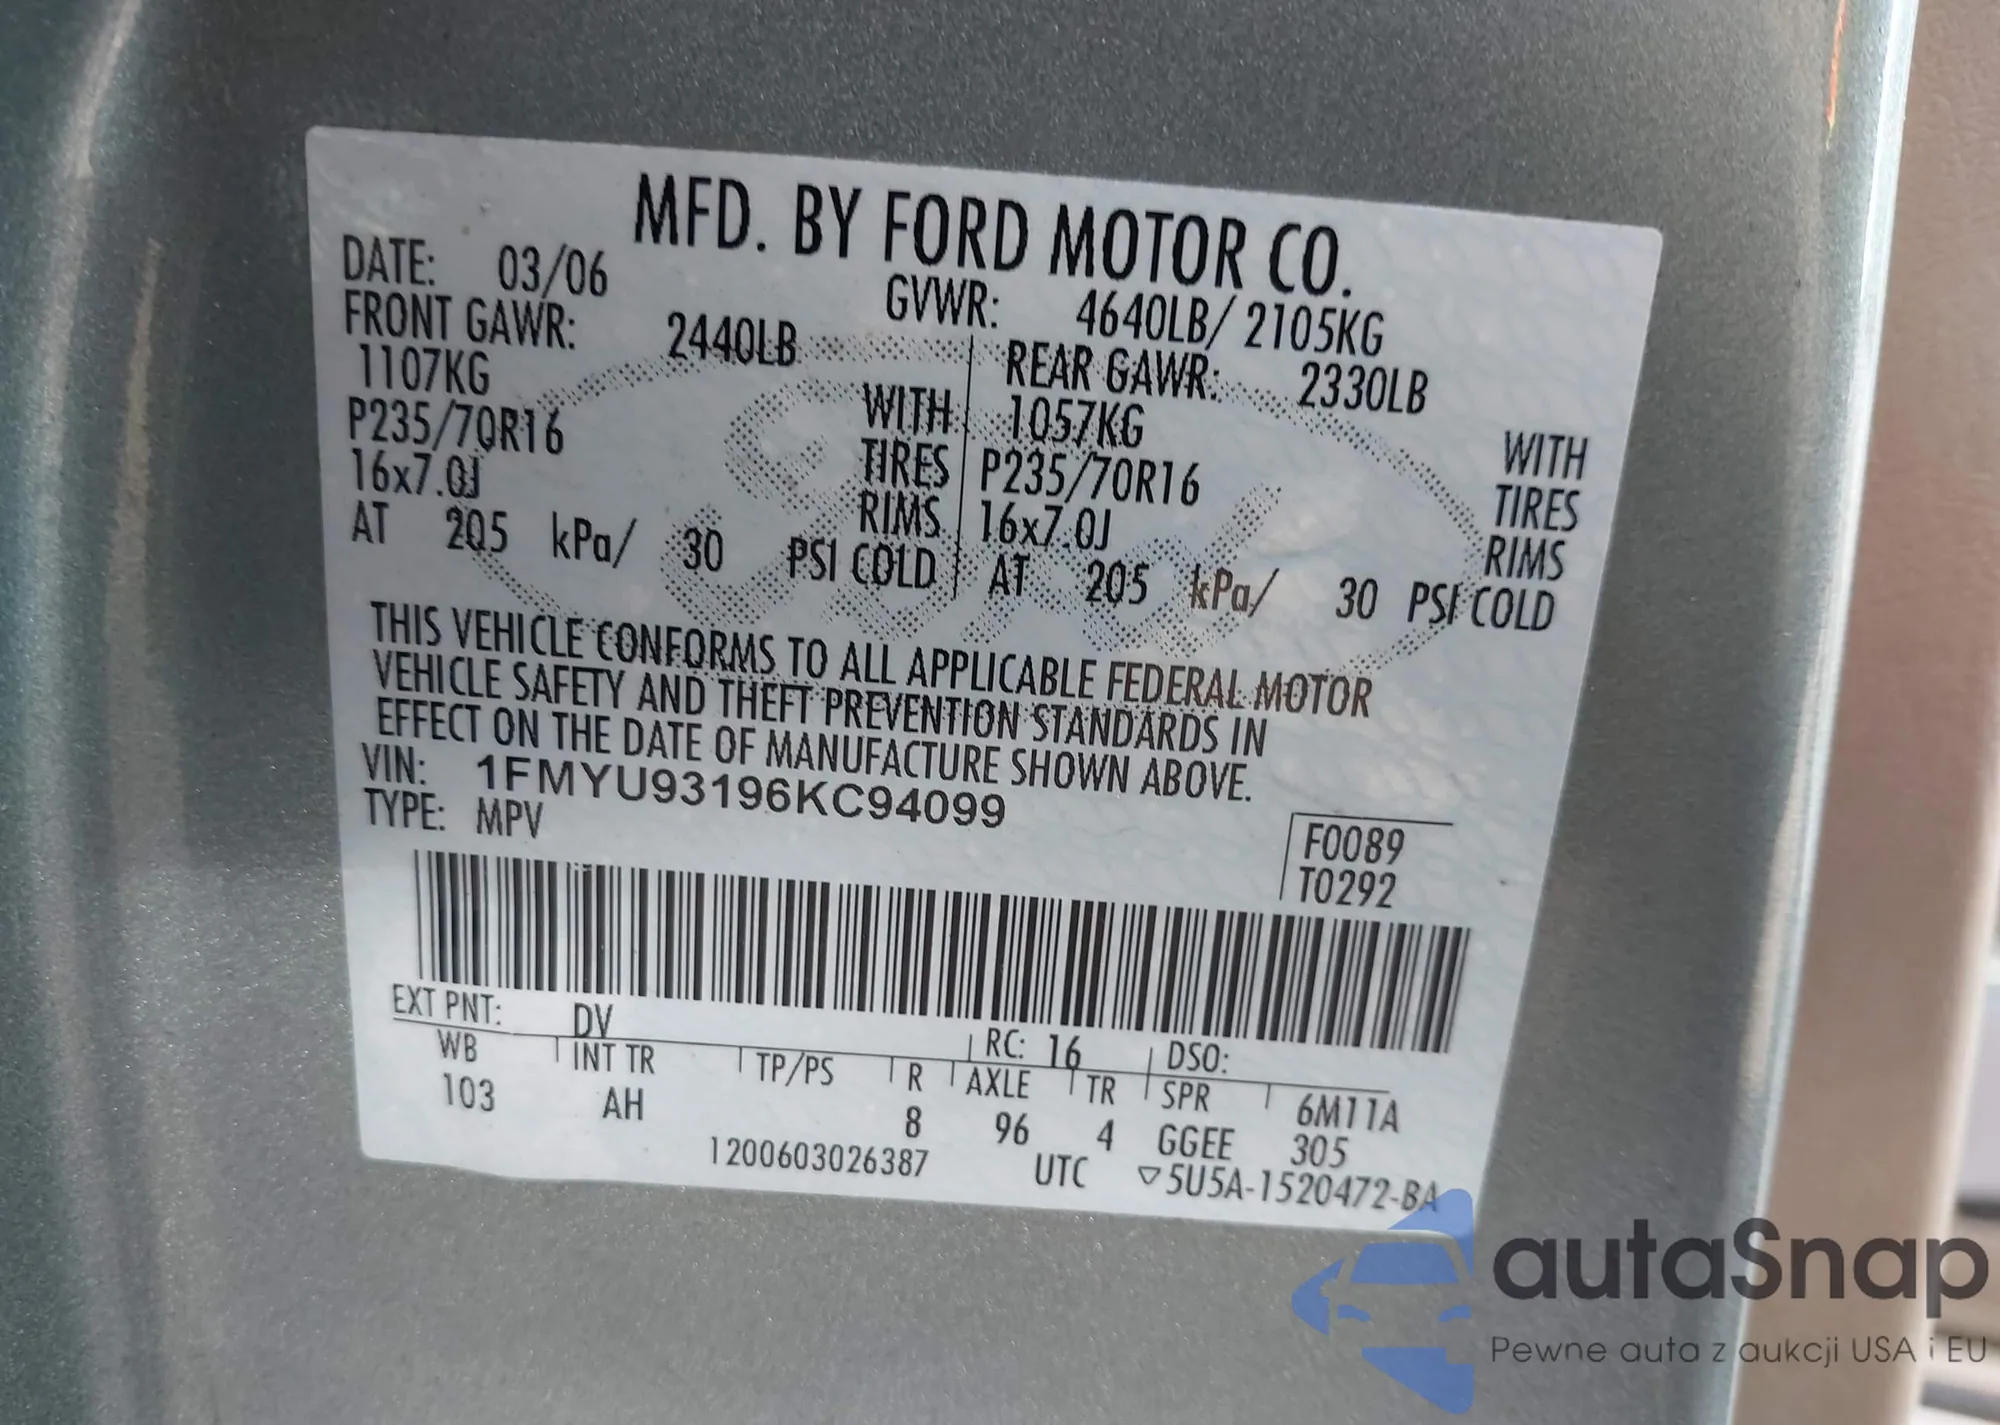 MFD. BY FORD MOTOR CO.
DATE: 03/06 GVWR: 4640LB/ 2105KG
FRONT GAWR: 2440LB REAR GAWR: 2330LB
1107KG WITH 1057KG WITH
P235/70R16 TIRES P235/70R16 TIRES
16x7.0J RIMS 16x7.0J RIMS
AT 205 kPa/ 30 PSI COLD AT 205 kPa/ 30 PSI COLD
THIS VEHICLE CONFORMS TO ALL APPLICABLE FEDERAL MOTOR
VEHICLE SAFETY AND THEFT PREVENTION STANDARDS IN
EFFECT ON THE DATE OF MANUFACTURE SHOWN ABOVE.
VIN: 1FMYU93196KC94099
TYPE: MPV
F0089
T0292
EXT PNT: DV RC: 16 DSO:
WB INT TR TP/PS R AXLE TR SPR 6M11A
103 AH 8 96 4 GGEE 305
1200603026387 UTC ▽5U5A-1520472-BA
autaSnap
Pewne auta z aukcji USA i EU